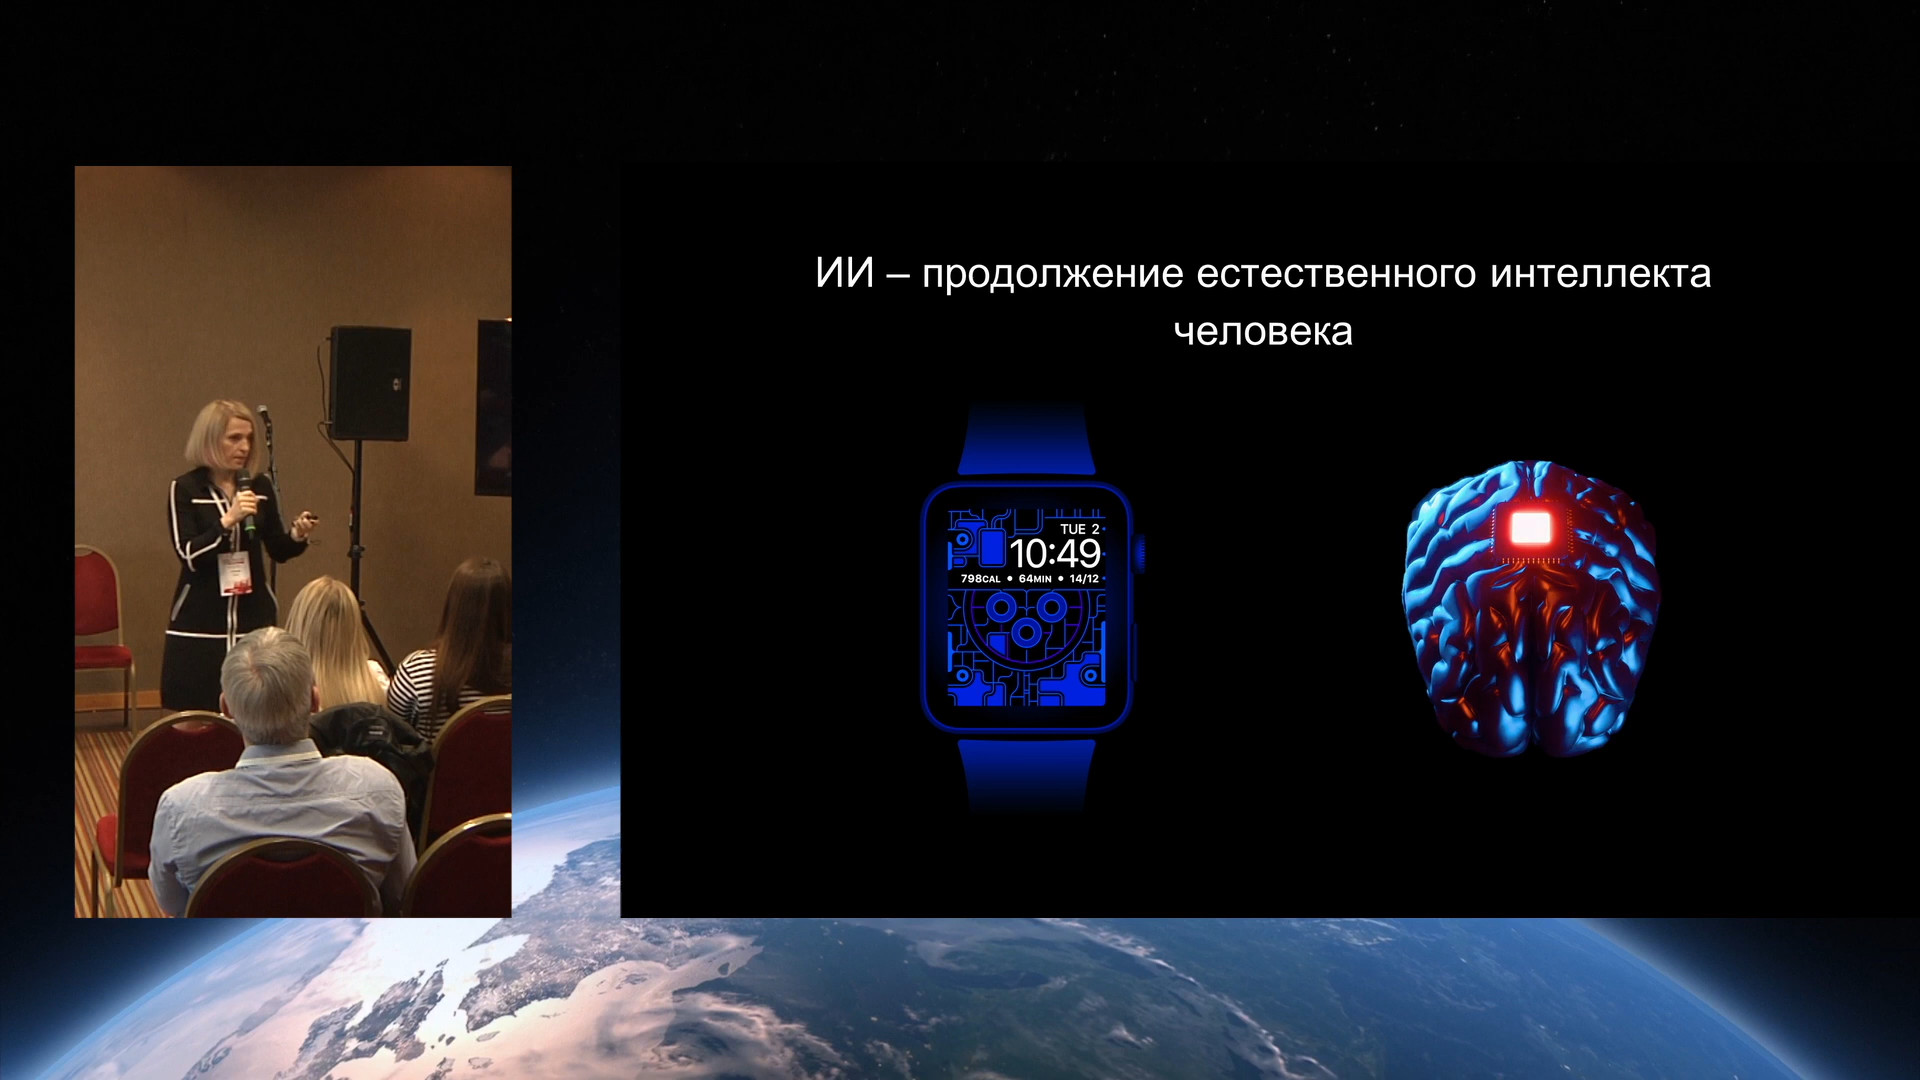 ИИ – продолжение естественного интеллекта
человека
TUE 2
10:49
798CAL • 64MIN • 14/12